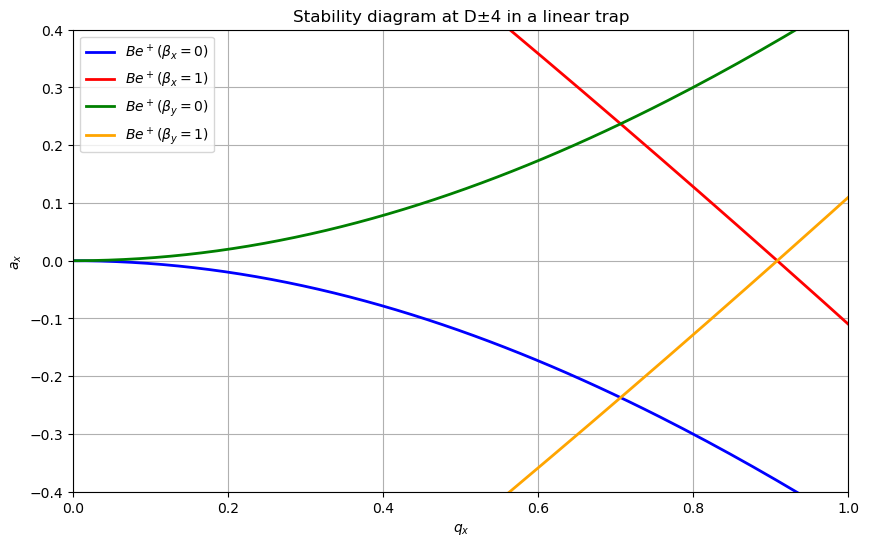 Stability diagram at D±4 in a linear trap
Be⁺(βₓ = 0)
Be⁺(βₓ = 1)
Be⁺(βᵧ = 0)
Be⁺(βᵧ = 1)
0.4
0.3
0.2
0.1
0.0
−0.1
−0.2
−0.3
−0.4
aₓ
0.0 0.2 0.4 0.6 0.8 1.0
qₓ